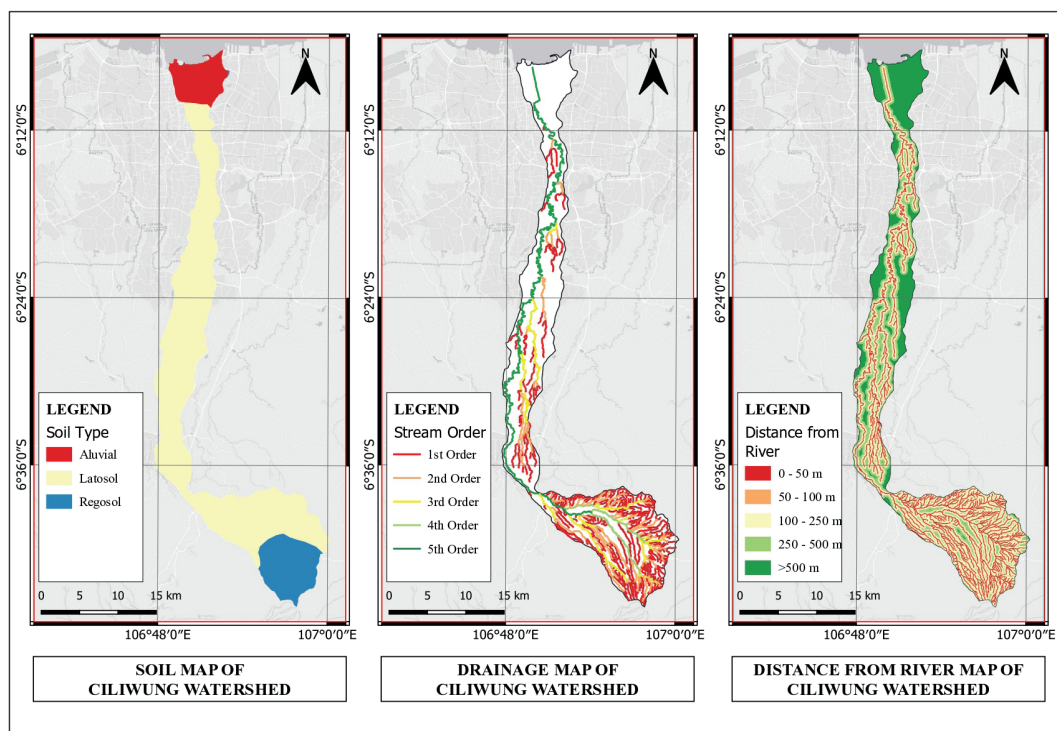 N
6°12'0"S
6°24'0"S
6°36'0"S
LEGEND
Soil Type
Aluvial
Latosol
Regosol
0 5 10 15 km
106°48'0"E
107°0'0"E
SOIL MAP OF
CILIWUNG WATERSHED
N
6°12'0"S
6°24'0"S
6°36'0"S
LEGEND
Stream Order
1st Order
2nd Order
3rd Order
4th Order
5th Order
0 5 10 15 km
106°48'0"E
107°0'0"E
DRAINAGE MAP OF
CILIWUNG WATERSHED
N
6°12'0"S
6°24'0"S
6°36'0"S
LEGEND
Distance from
River
0 - 50 m
50 - 100 m
100 - 250 m
250 - 500 m
>500 m
0 5 10 15 km
106°48'0"E
107°0'0"E
DISTANCE FROM RIVER MAP OF
CILIWUNG WATERSHED